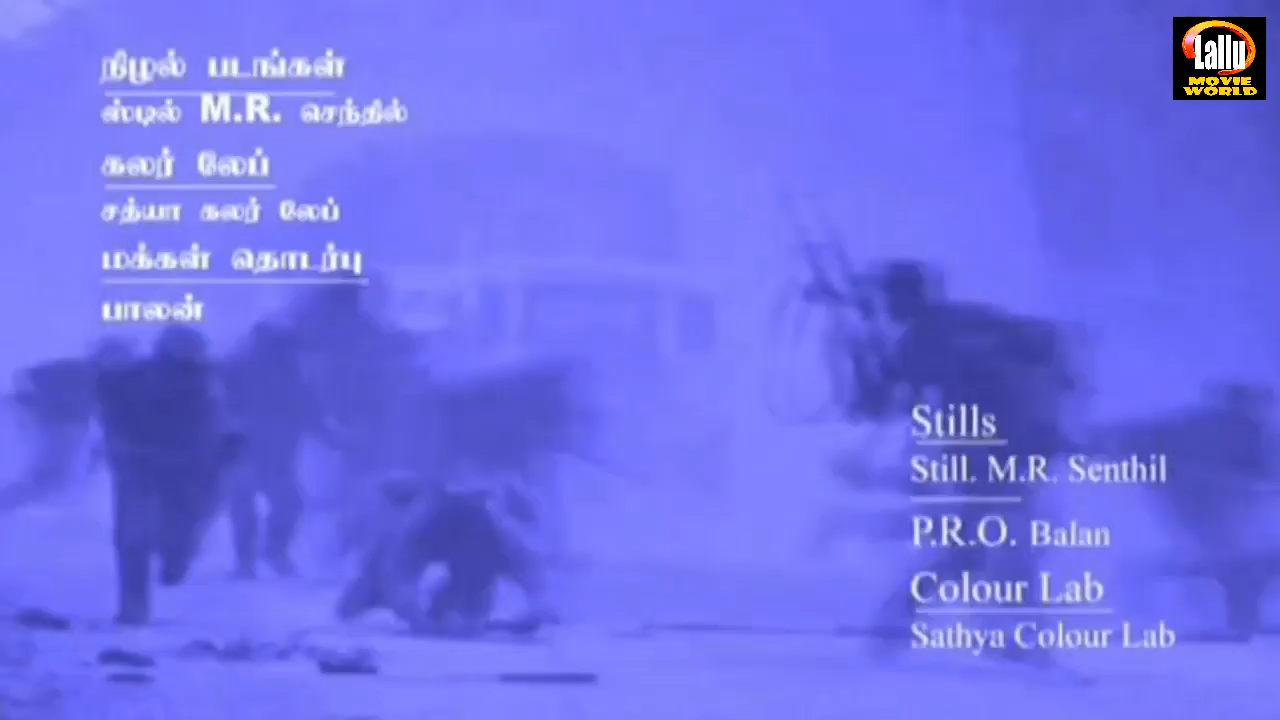 நிழல் படங்கள்
ஸ்டில் M.R. செந்தில்
கலர் லேப்
சத்யா கலர் லேப்
மக்கள் தொடர்பு
பாலன்
Lallu
MOVIE
WORLD
Stills
Still. M.R. Senthil
P.R.O. Balan
Colour Lab
Sathya Colour Lab